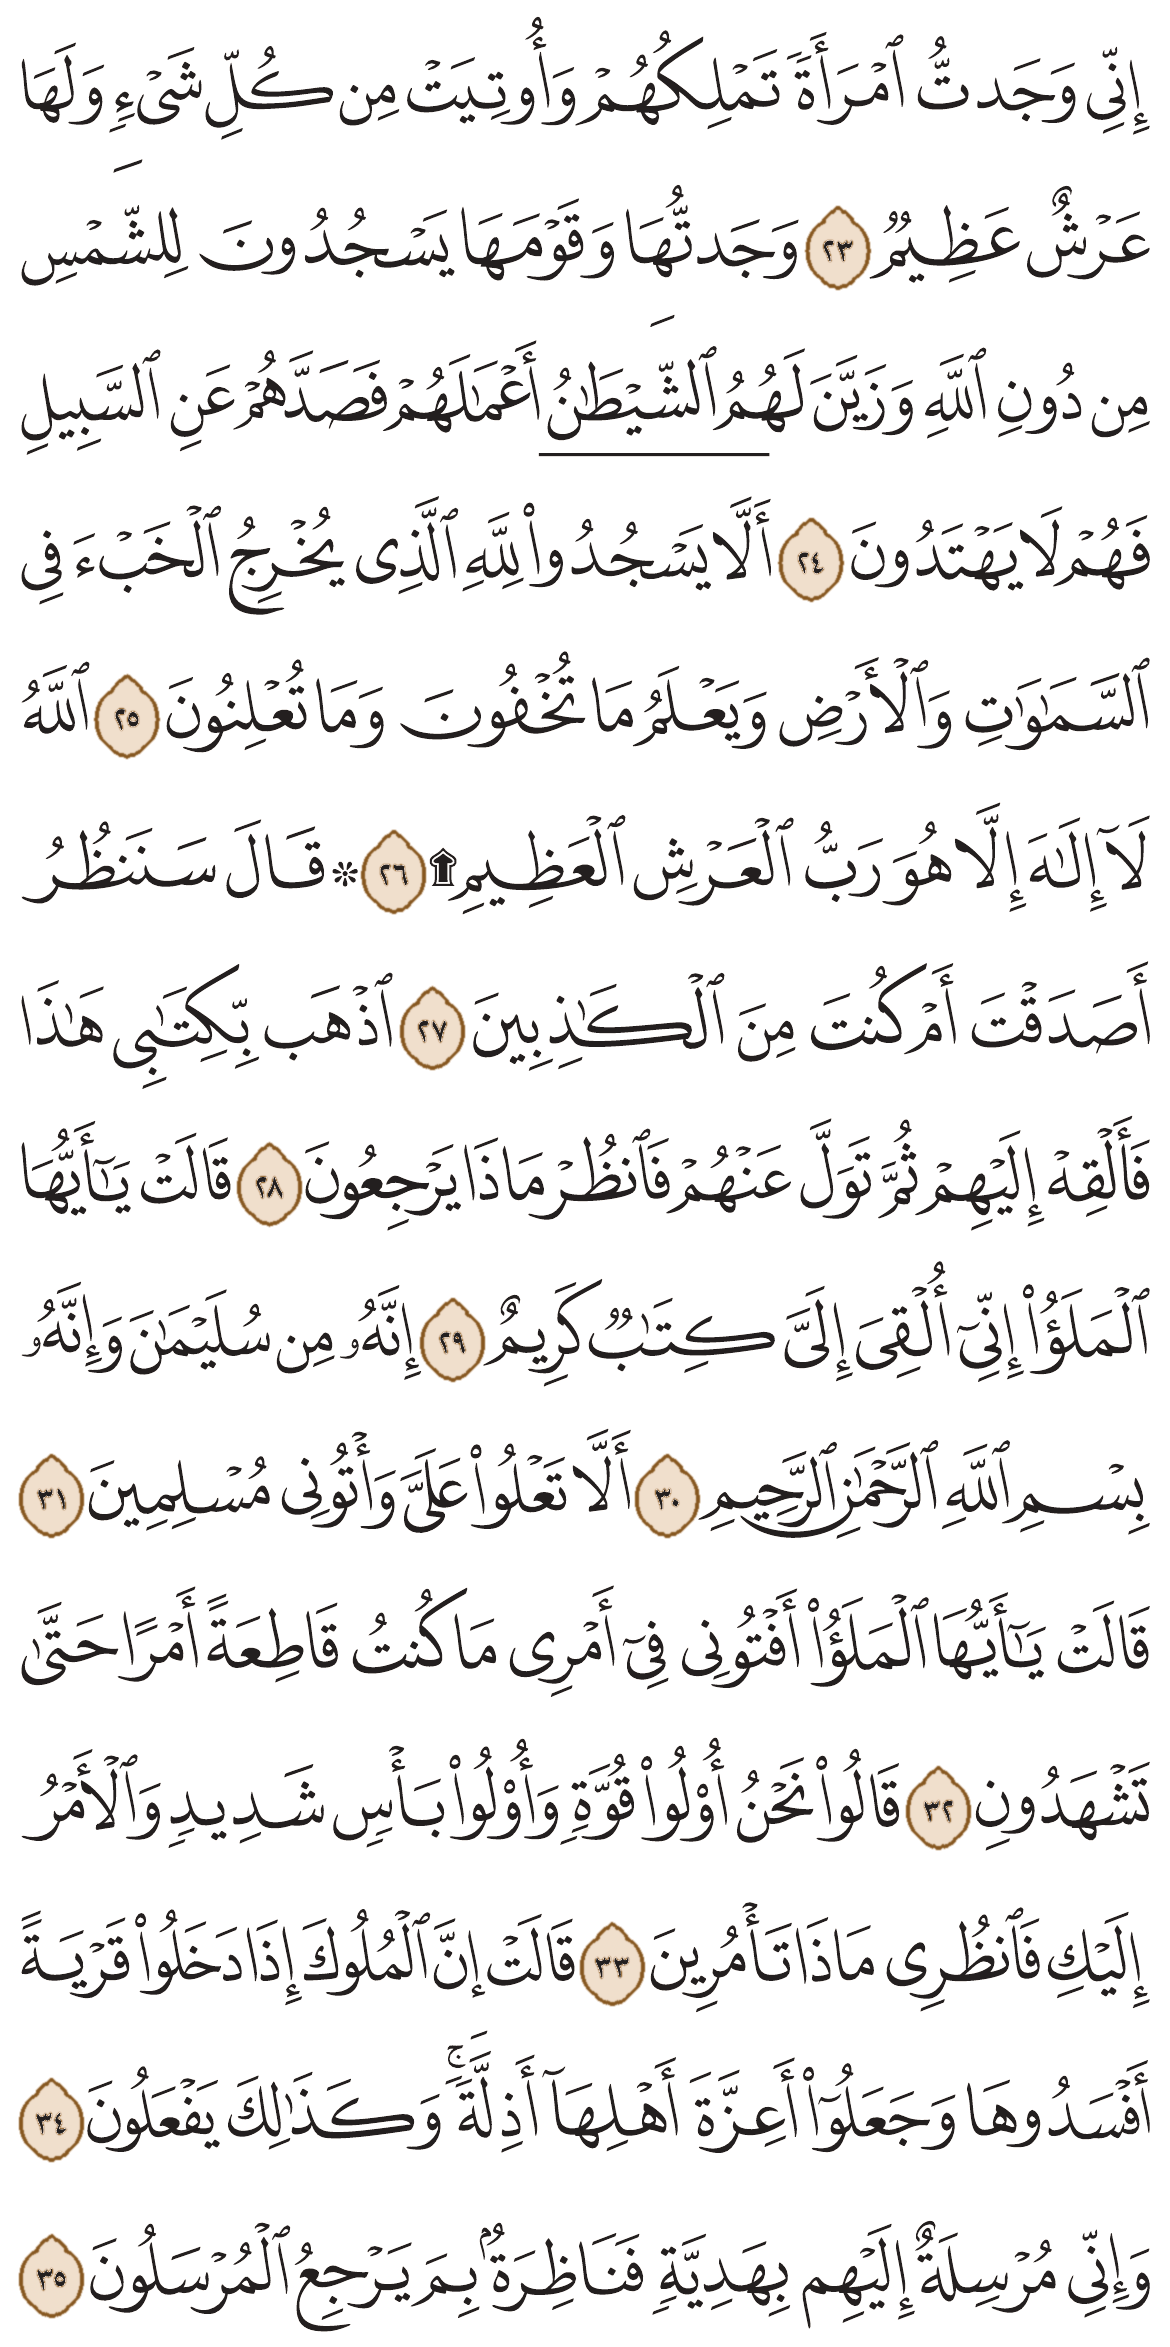 إِنِّي وَجَدتُّ ٱمۡرَأَةٗ تَمۡلِكُهُمۡ وَأُوتِيَتۡ مِن كُلِّ شَيۡءٖ وَلَهَا
عَرۡشٌ عَظِيمٞ ٢٣ وَجَدتُّهَا وَقَوۡمَهَا يَسۡجُدُونَ لِلشَّمۡسِ
مِن دُونِ ٱللَّهِ وَزَيَّنَ لَهُمُ ٱلشَّيۡطَٰنُ أَعۡمَٰلَهُمۡ فَصَدَّهُمۡ عَنِ ٱلسَّبِيلِ
فَهُمۡ لَا يَهۡتَدُونَ ٢٤ أَلَّا يَسۡجُدُواْ لِلَّهِ ٱلَّذِي يُخۡرِجُ ٱلۡخَبۡءَ فِي
ٱلسَّمَٰوَٰتِ وَٱلۡأَرۡضِ وَيَعۡلَمُ مَا تُخۡفُونَ وَمَا تُعۡلِنُونَ ٢٥ ٱللَّهُ
لَآ إِلَٰهَ إِلَّا هُوَ رَبُّ ٱلۡعَرۡشِ ٱلۡعَظِيمِ۩ ٢٦ ۞ قَالَ سَنَنظُرُ
أَصَدَقۡتَ أَمۡ كُنتَ مِنَ ٱلۡكَٰذِبِينَ ٢٧ ٱذۡهَب بِّكِتَٰبِي هَٰذَا
فَأَلۡقِهۡ إِلَيۡهِمۡ ثُمَّ تَوَلَّ عَنۡهُمۡ فَٱنظُرۡ مَاذَا يَرۡجِعُونَ ٢٨ قَالَتۡ يَٰٓأَيُّهَا
ٱلۡمَلَؤُاْ إِنِّيٓ أُلۡقِيَ إِلَيَّ كِتَٰبٞ كَرِيمٌ ٢٩ إِنَّهُۥ مِن سُلَيۡمَٰنَ وَإِنَّهُۥ
بِسۡمِ ٱللَّهِ ٱلرَّحۡمَٰنِ ٱلرَّحِيمِ ٣٠ أَلَّا تَعۡلُواْ عَلَيَّ وَأۡتُونِي مُسۡلِمِينَ ٣١
قَالَتۡ يَٰٓأَيُّهَا ٱلۡمَلَؤُاْ أَفۡتُونِي فِيٓ أَمۡرِي مَا كُنتُ قَاطِعَةً أَمۡرًا حَتَّىٰ
تَشۡهَدُونِ ٣٢ قَالُواْ نَحۡنُ أُوْلُواْ قُوَّةٖ وَأُوْلُواْ بَأۡسٖ شَدِيدٖ وَٱلۡأَمۡرُ
إِلَيۡكِ فَٱنظُرِي مَاذَا تَأۡمُرِينَ ٣٣ قَالَتۡ إِنَّ ٱلۡمُلُوكَ إِذَا دَخَلُواْ قَرۡيَةً
أَفۡسَدُوهَا وَجَعَلُوٓاْ أَعِزَّةَ أَهۡلِهَآ أَذِلَّةٗۚ وَكَذَٰلِكَ يَفۡعَلُونَ ٣٤
وَإِنِّي مُرۡسِلَةٌ إِلَيۡهِم بِهَدِيَّةٖ فَنَاظِرَةُۢ بِمَ يَرۡجِعُ ٱلۡمُرۡسَلُونَ ٣٥